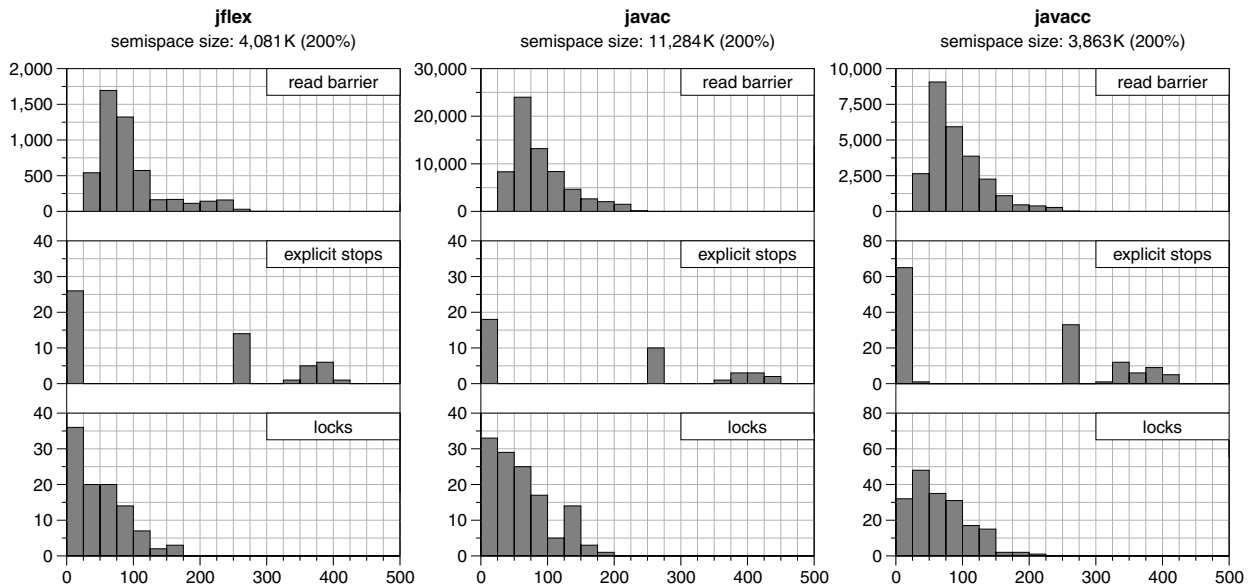 jflex
semispace size: 4,081K (200%)
2,000
1,500
1,000
500
0
read barrier
40
30
20
10
0
explicit stops
40
30
20
10
0
locks
0 100 200 300 400 500
javac
semispace size: 11,284K (200%)
30,000
20,000
10,000
0
read barrier
40
30
20
10
0
explicit stops
40
30
20
10
0
locks
0 100 200 300 400 500
javacc
semispace size: 3,863K (200%)
10,000
7,500
5,000
2,500
0
read barrier
80
60
40
20
0
explicit stops
80
60
40
20
0
locks
0 100 200 300 400 500